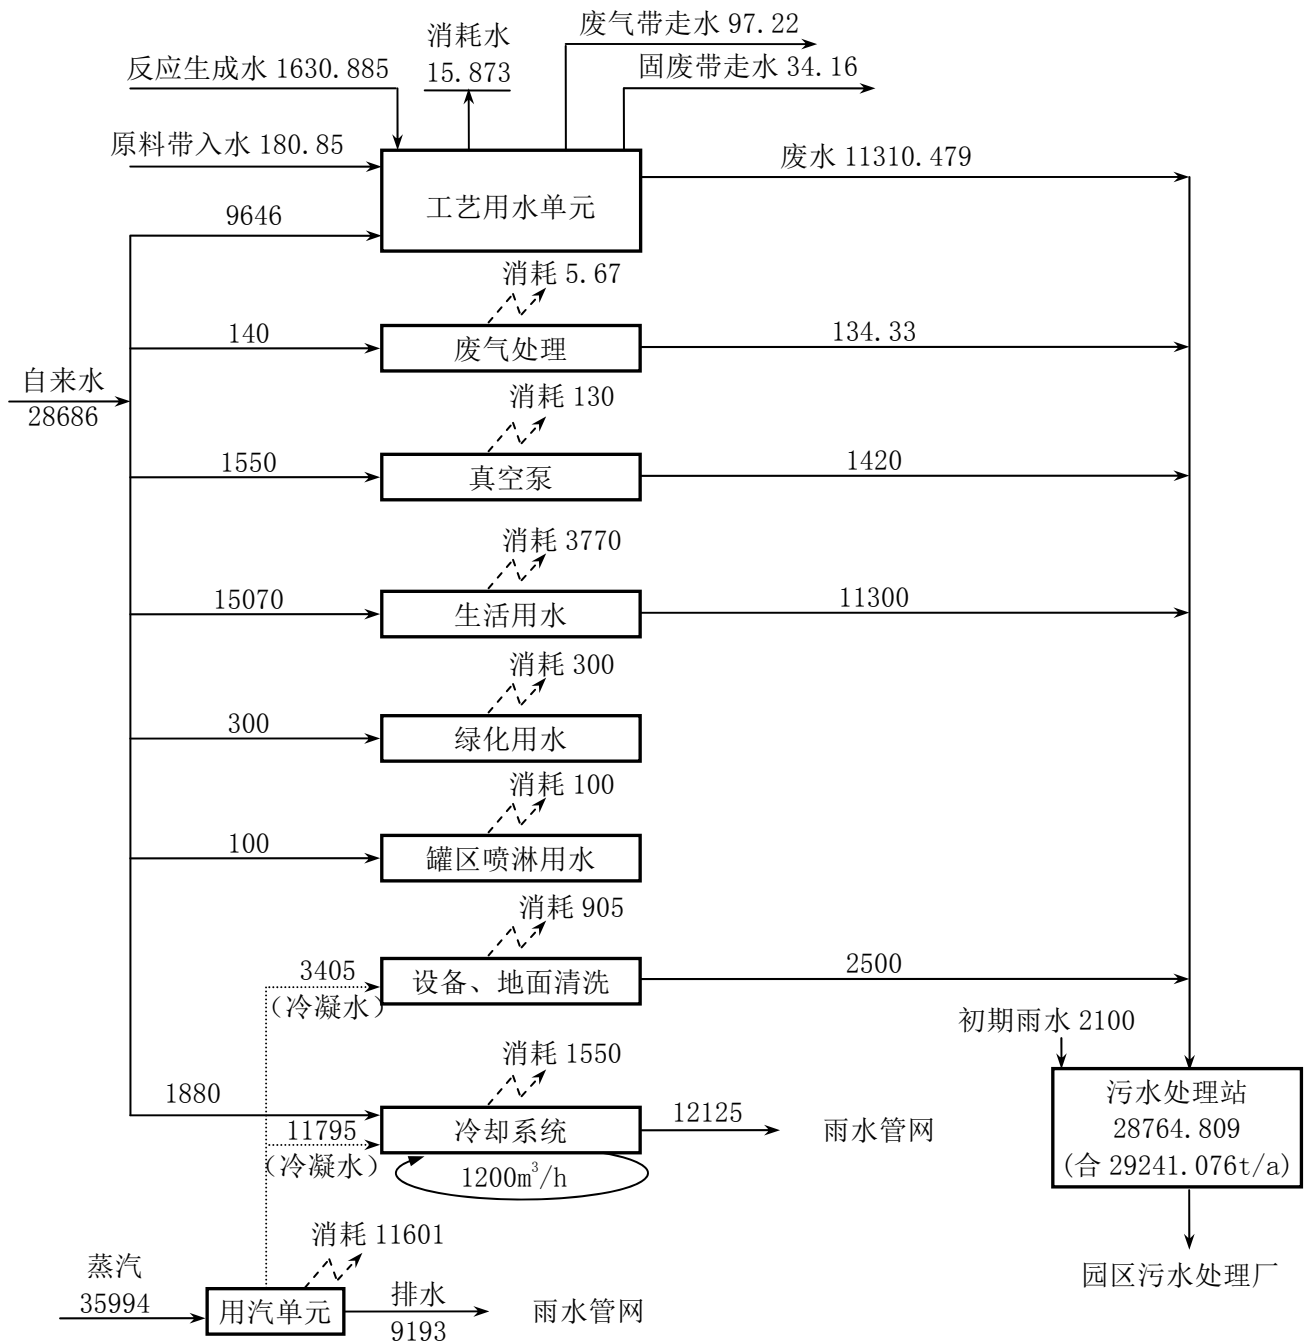 废气带走水 97.22
消耗水
15.873
固废带走水 34.16
反应生成水 1630.885
原料带入水 180.85
废水 11310.479
工艺用水单元
9646
消耗 5.67
140
废气处理
134.33
自来水
28686
消耗 130
1550
真空泵
1420
消耗 3770
15070
生活用水
11300
消耗 300
300
绿化用水
消耗 100
100
罐区喷淋用水
消耗 905
3405
(冷凝水)
设备、地面清洗
2500
初期雨水 2100
消耗 1550
1880
11795
(冷凝水)
冷却系统
12125
雨水管网
1200m³/h
污水处理站
28764.809
(合 29241.076t/a)
消耗 11601
蒸汽
35994
用汽单元
排水
9193
雨水管网
园区污水处理厂